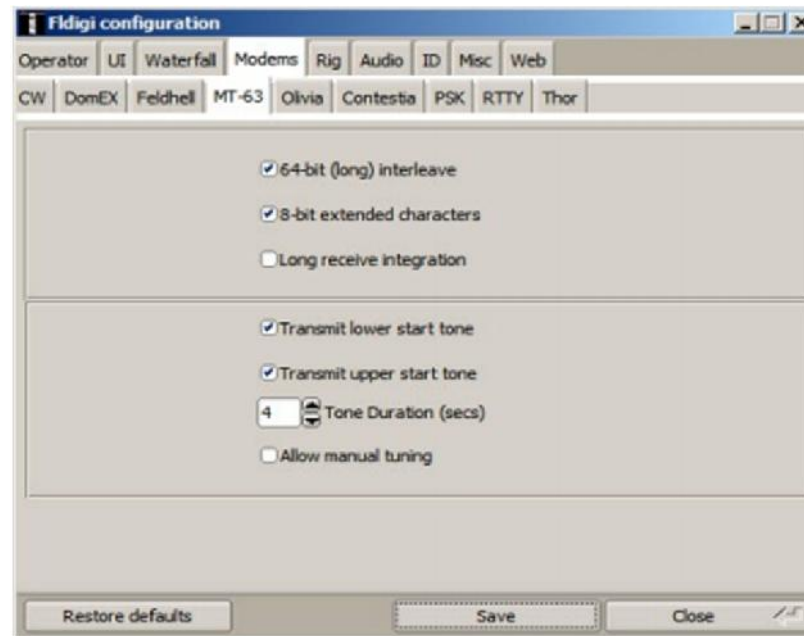 Fldigi configuration
Operator UI Waterfall Modems Rig Audio ID Misc Web
CW DomEX Feldhell MT-63 Olivia Contestia PSK RTTY Thor
64-bit (long) interleave
8-bit extended characters
Long receive integration
Transmit lower start tone
Transmit upper start tone
4 Tone Duration (secs)
Allow manual tuning
Restore defaults Save Close